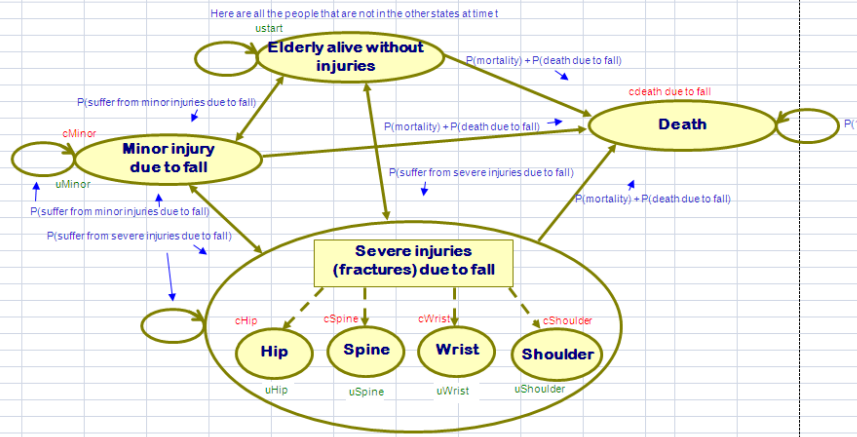 Here are all the people that are not in the other states at time t
ustart
Elderly alive without
injuries
P(mortality) + P(death due to fall)
cdeath due to fall
P(suffer from minor injuries due to fall)
Death
P(mortality) + P(death due to fall)
cMinor
Minor injury
due to fall
P(suffer from severe injuries due to fall)
uMinor
P(mortality) + P(death due to fall)
P(suffer from minor injuries due to fall)
P(suffer from severe injuries due to fall)
Severe injuries
(fractures) due to fall
cHip
cSpine
cWrist
cShoulder
Hip
Spine
Wrist
Shoulder
uHip
uSpine
uWrist
uShoulder